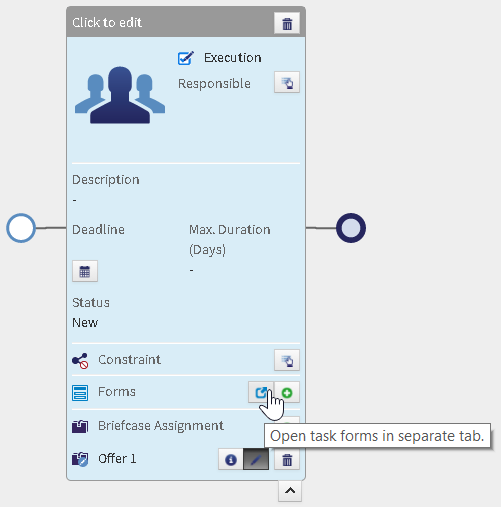 Click to edit
Execution
Responsible
Description
-
Deadline
Max. Duration
(Days)
-
Status
New
Constraint
Forms
Briefcase Assignment
Open task forms in separate tab.
Offer 1